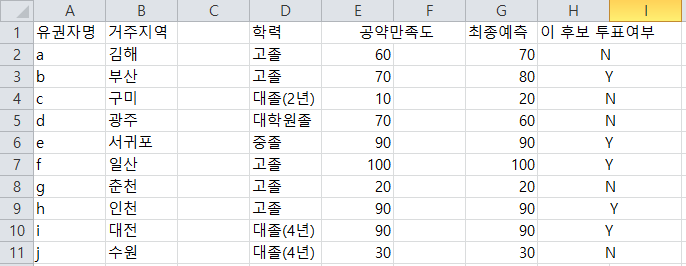 A B C D E F G H I
1 유권자명 거주지역 학력 공약만족도 최종예측 이 후보 투표여부
2 a 김해 고졸 60 70 N
3 b 부산 고졸 70 80 Y
4 c 구미 대졸(2년) 10 20 N
5 d 광주 대학원졸 70 60 N
6 e 서귀포 중졸 90 90 Y
7 f 일산 고졸 100 100 Y
8 g 춘천 고졸 20 20 N
9 h 인천 고졸 90 90 Y
10 i 대전 대졸(4년) 90 90 Y
11 j 수원 대졸(4년) 30 30 N